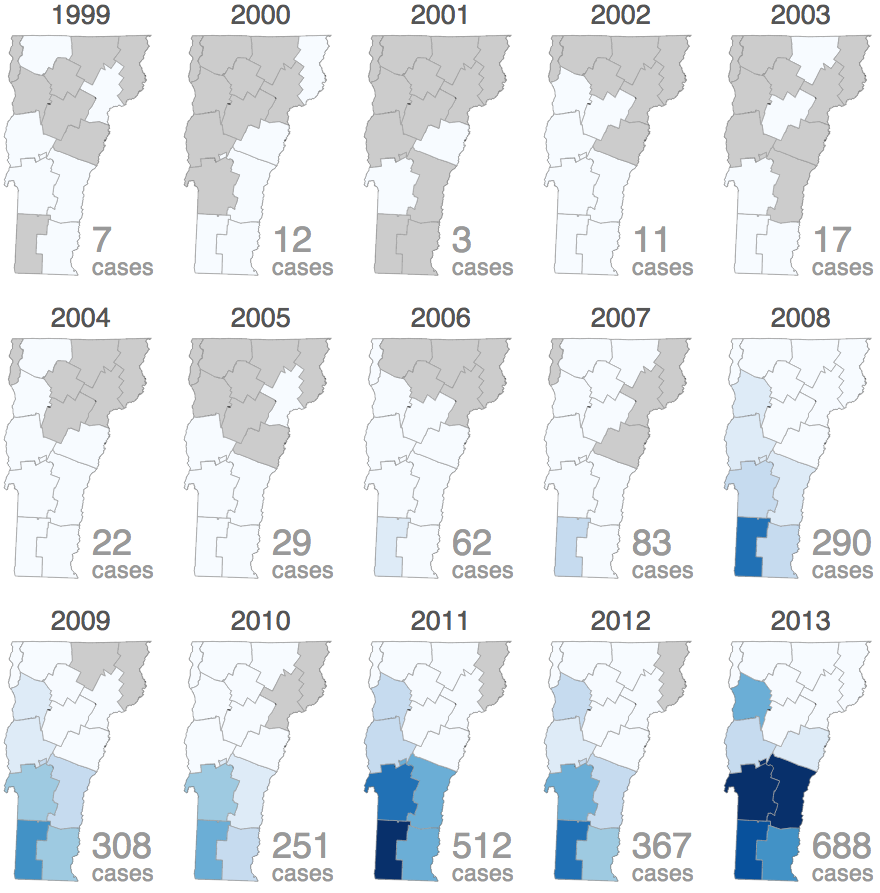 1999 2000 2001 2002 2003
7 12 3 11 17
cases cases cases cases cases
2004 2005 2006 2007 2008
22 29 62 83 290
cases cases cases cases cases
2009 2010 2011 2012 2013
308 251 512 367 688
cases cases cases cases cases